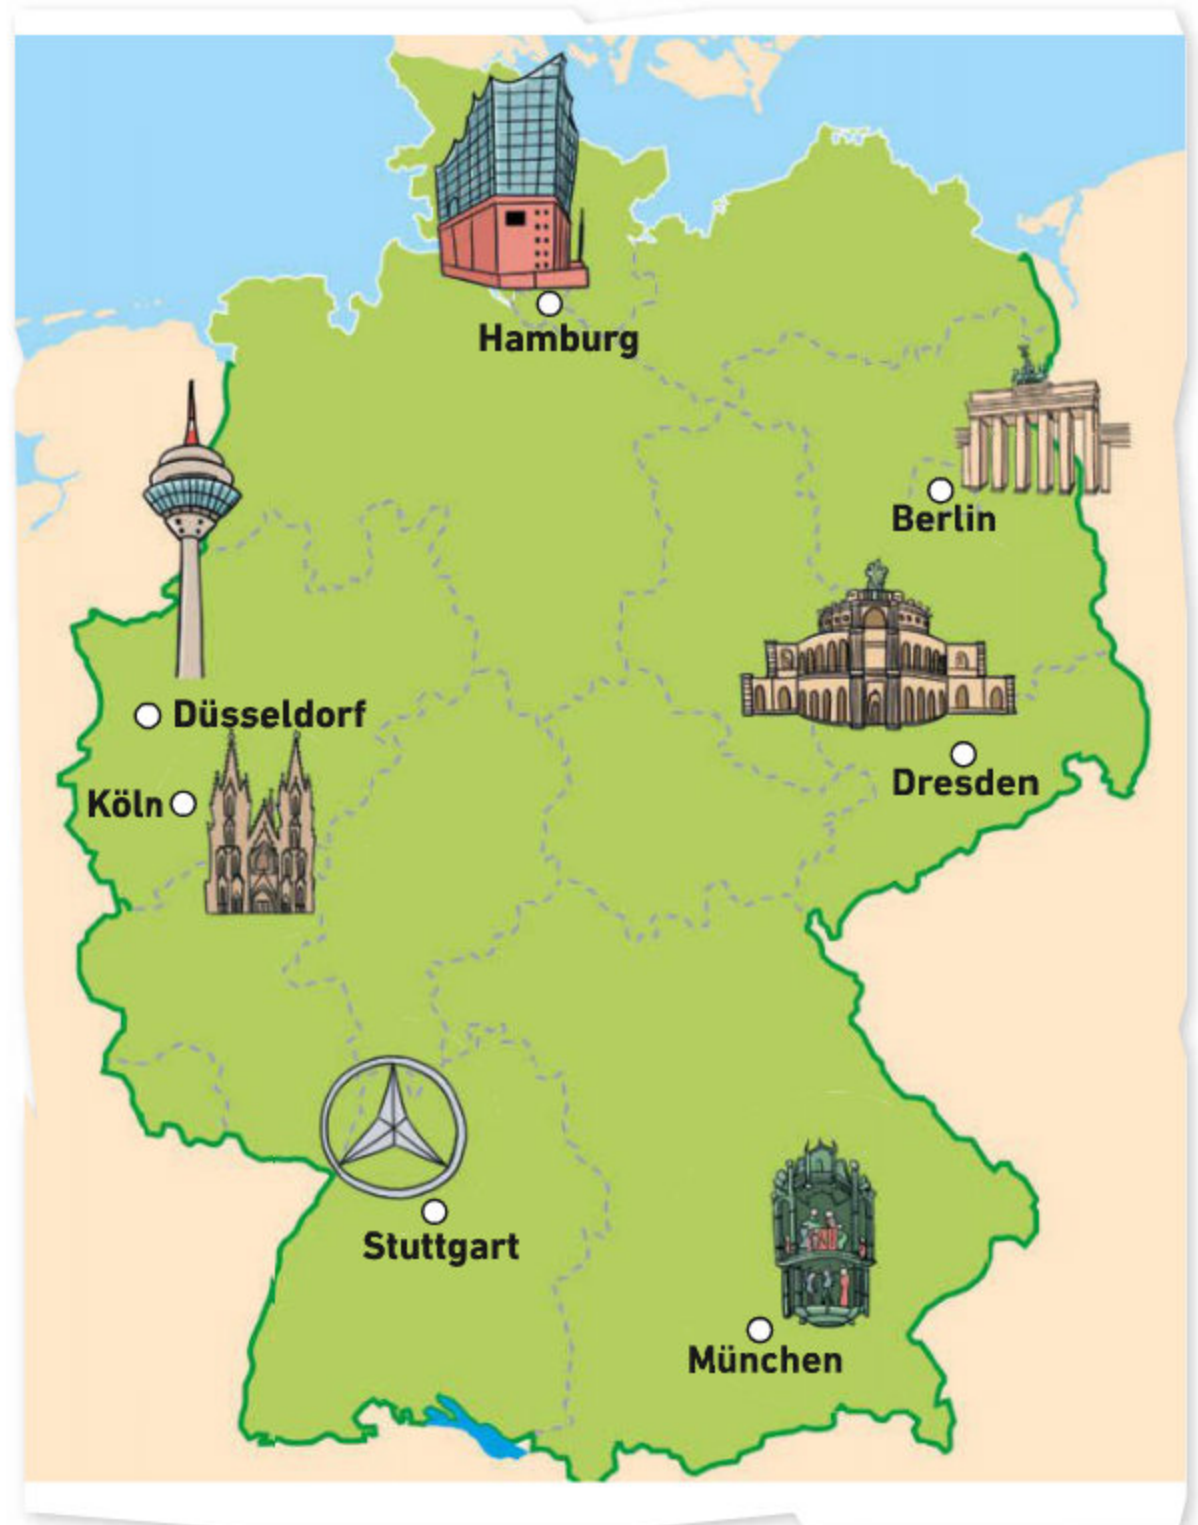 Hamburg
Berlin
Düsseldorf
Köln
Dresden
Stuttgart
München